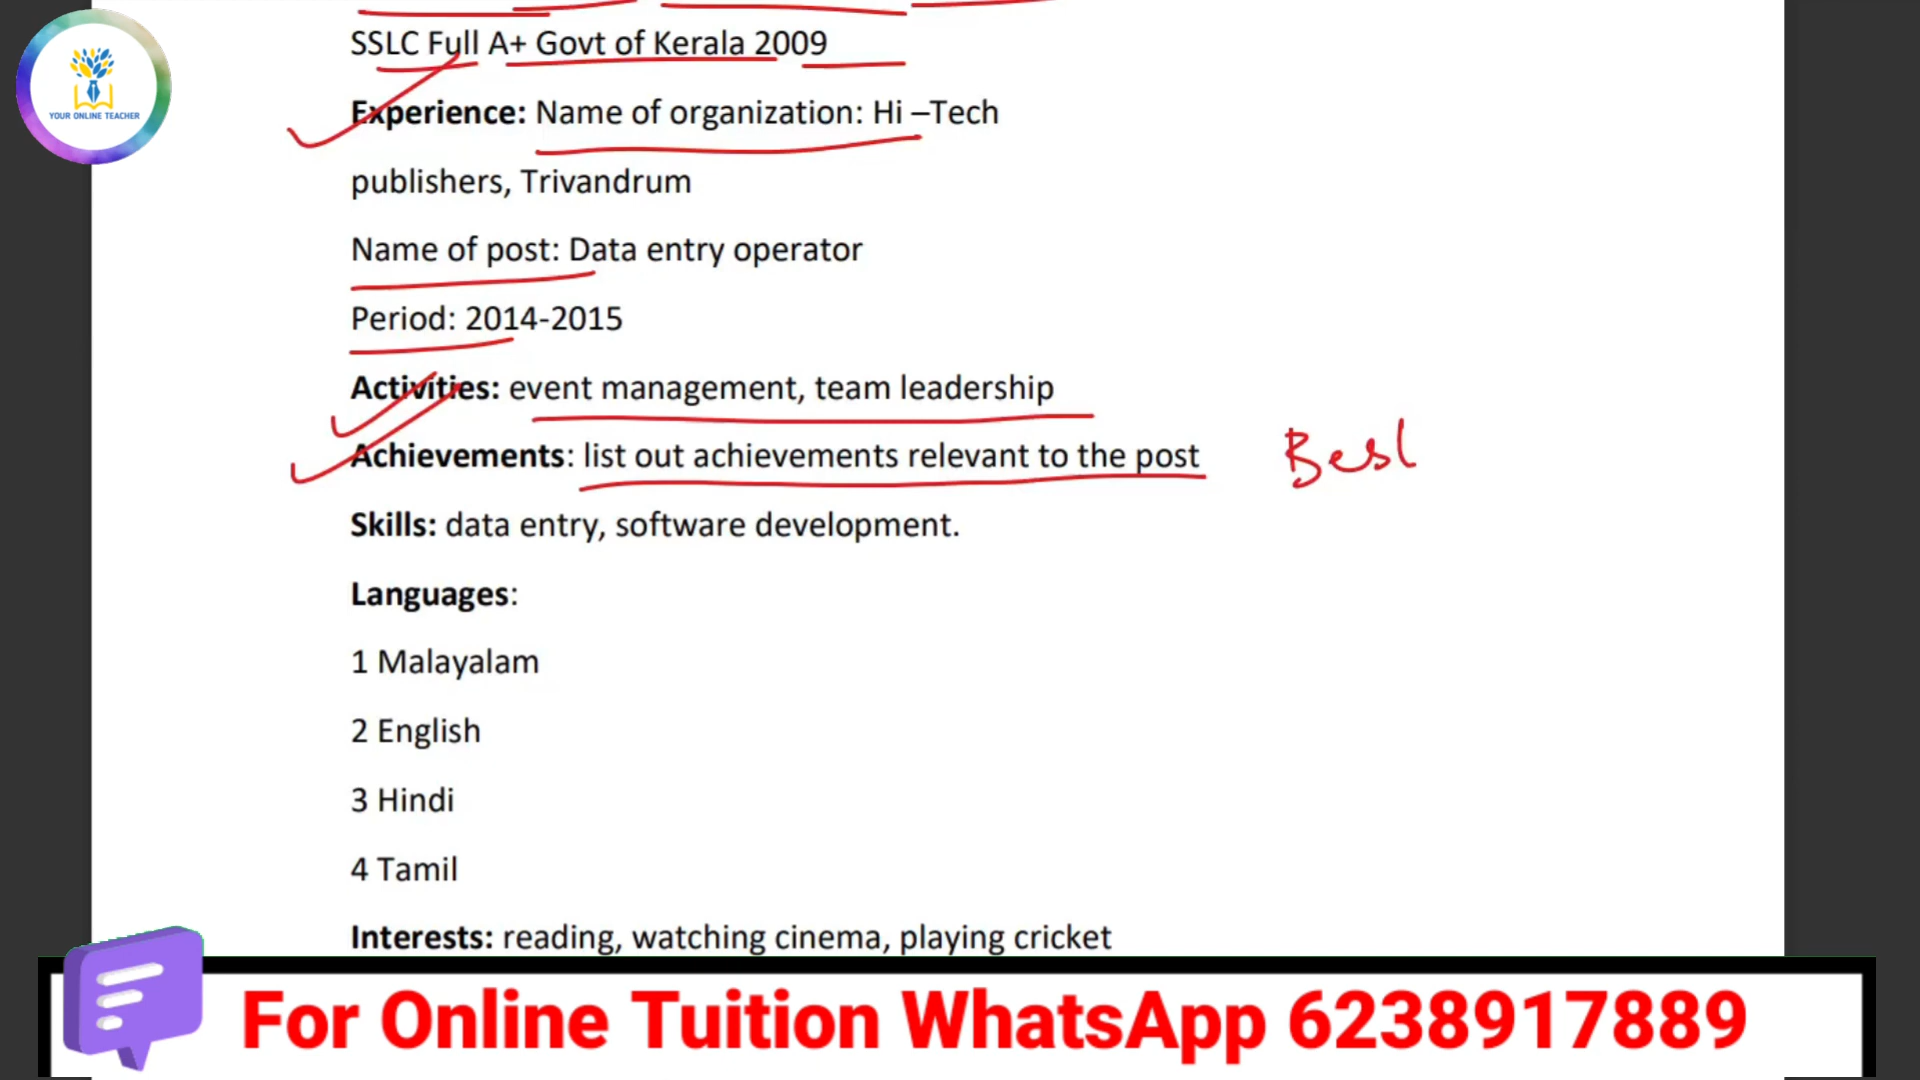 YOUR ONLINE TEACHER
SSLC Full A+ Govt of Kerala 2009
Experience: Name of organization: Hi –Tech
publishers, Trivandrum
Name of post: Data entry operator
Period: 2014-2015
Activities: event management, team leadership
Achievements: list out achievements relevant to the post
Besl
Skills: data entry, software development.
Languages:
1 Malayalam
2 English
3 Hindi
4 Tamil
Interests: reading, watching cinema, playing cricket
For Online Tuition WhatsApp 6238917889